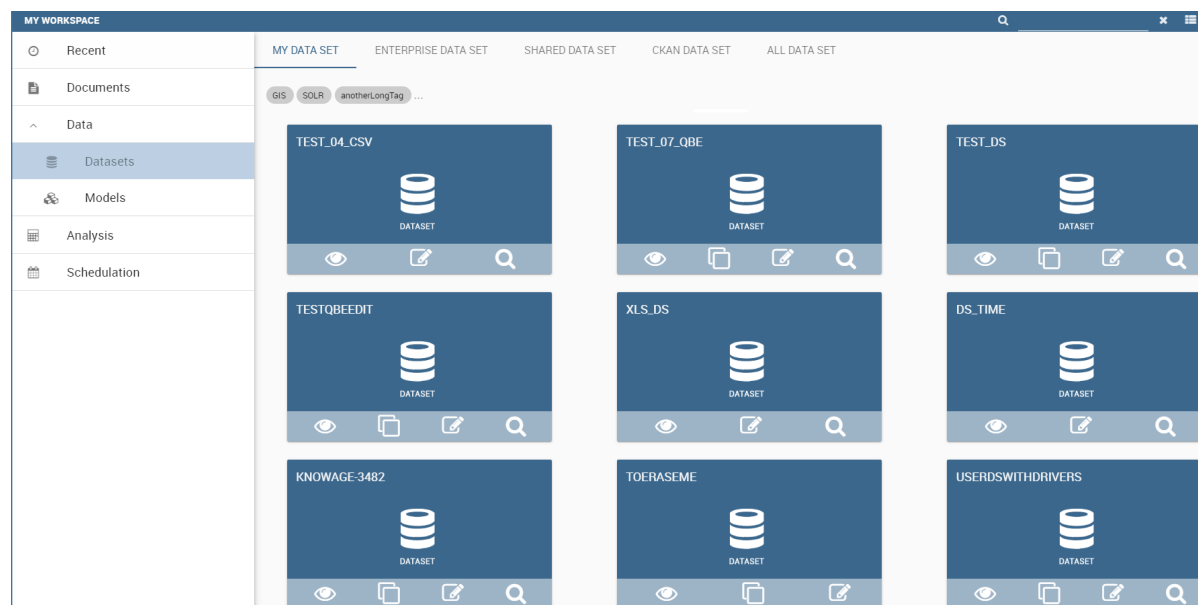 MY WORKSPACE
Recent
Documents
Data
Datasets
Models
Analysis
Schedulation
MY DATA SET ENTERPRISE DATA SET SHARED DATA SET CKAN DATA SET ALL DATA SET
GIS SOLR anotherLongTag ...
TEST_04_CSV TEST_07_QBE TEST_DS
DATASET DATASET DATASET
TESTQBEEDIT XLS_DS DS_TIME
DATASET DATASET DATASET
KNOWAGE-3482 TOERASEME USERDSWITHDRIVERS
DATASET DATASET DATASET